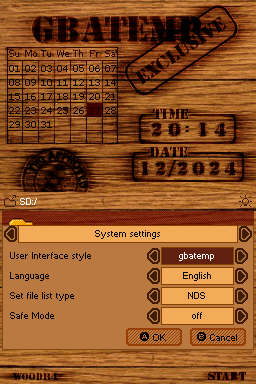 GBATEMP
EXCLUSIVE
Su Mo Tu We Th Fr Sa
01 02 03 04 05 06 07
08 09 10 11 12 13 14
15 16 17 18 19 20 21
22 23 24 25 26 28
29 30 31
TIME
20:14
DATE
12/2024
SD:/
System settings
User Interface style gbatemp
Language English
Set file list type NDS
Safe Mode off
A OK B Cancel
START